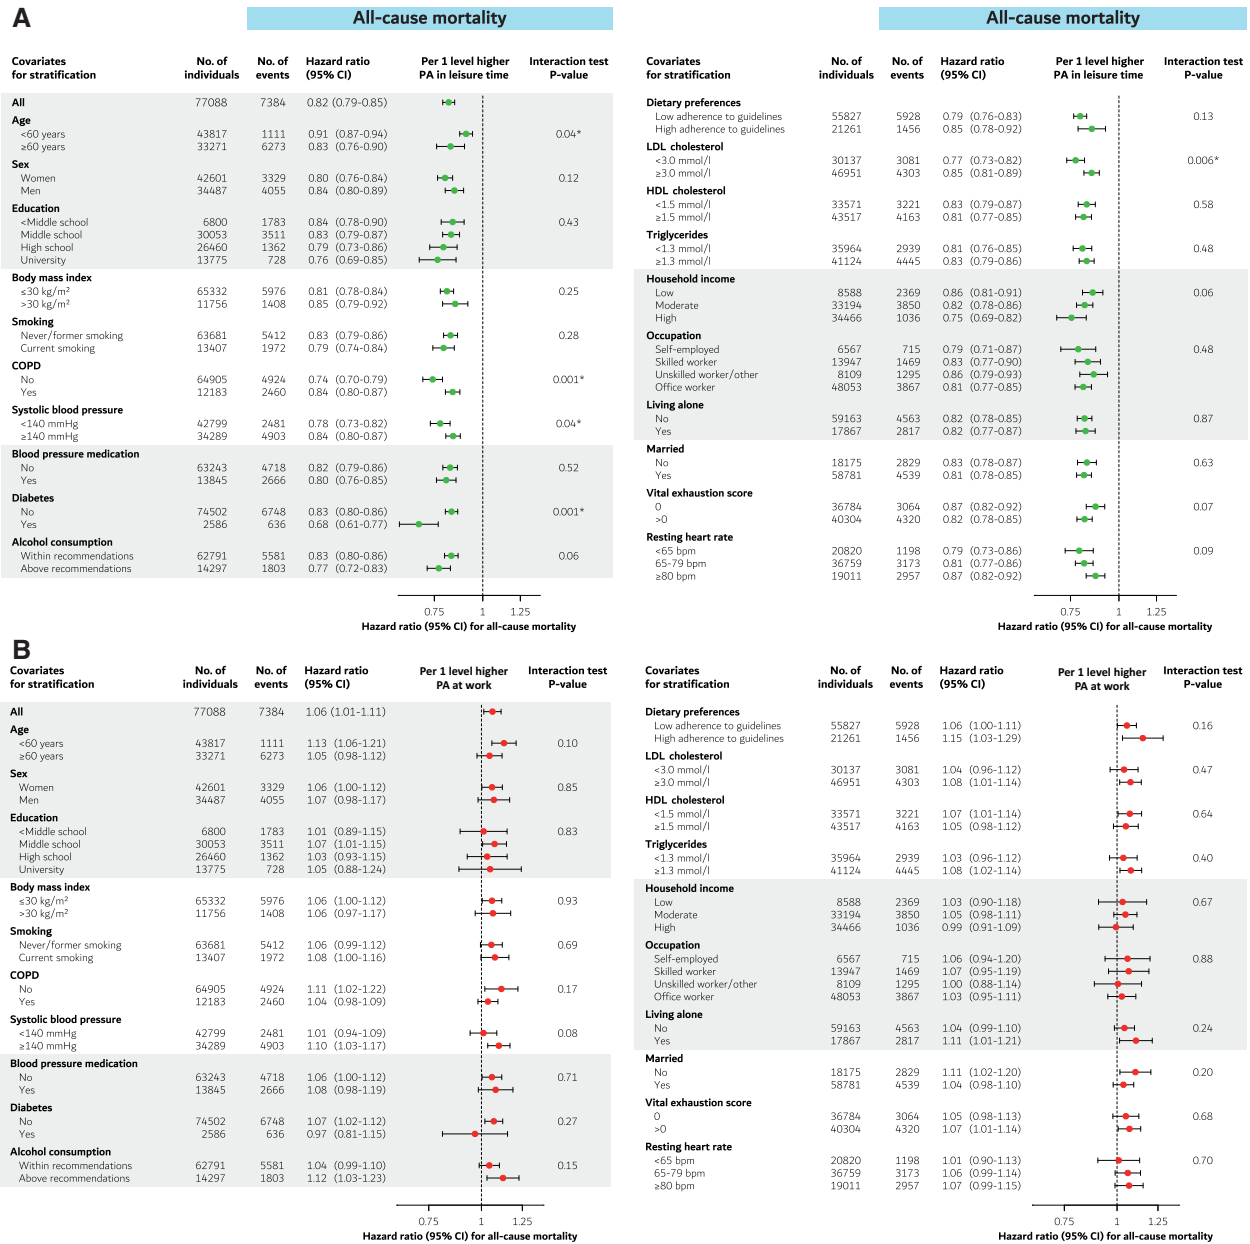 A
All-cause mortality
Covariates for stratification No. of individuals No. of events Hazard ratio (95% CI) Per 1 level higher PA in leisure time Interaction test P-value
All 77088 7384 0.82 (0.79-0.85)
Age
<60 years 43817 1111 0.91 (0.87-0.94) 0.04*
≥60 years 33271 6273 0.83 (0.76-0.90)
Sex
Women 42601 3329 0.80 (0.76-0.84) 0.12
Men 34487 4055 0.84 (0.80-0.89)
Education
<Middle school 6800 1783 0.84 (0.78-0.90) 0.43
Middle school 30053 3511 0.83 (0.79-0.87)
High school 26460 1362 0.79 (0.73-0.86)
University 13775 728 0.76 (0.69-0.85)
Body mass index
≤30 kg/m² 65332 5976 0.81 (0.78-0.84) 0.25
>30 kg/m² 11756 1408 0.85 (0.79-0.92)
Smoking
Never/former smoking 63681 5412 0.83 (0.79-0.86) 0.28
Current smoking 13407 1972 0.79 (0.74-0.84)
COPD
No 64905 4924 0.74 (0.70-0.79) 0.001*
Yes 12183 2460 0.84 (0.80-0.87)
Systolic blood pressure
<140 mmHg 42799 2481 0.78 (0.73-0.82) 0.04*
≥140 mmHg 34289 4903 0.84 (0.80-0.87)
Blood pressure medication
No 63243 4718 0.82 (0.79-0.86) 0.52
Yes 13845 2666 0.80 (0.76-0.85)
Diabetes
No 74502 6748 0.83 (0.80-0.86) 0.001*
Yes 2586 636 0.68 (0.61-0.77)
Alcohol consumption
Within recommendations 62791 5581 0.83 (0.80-0.86) 0.06
Above recommendations 14297 1803 0.77 (0.72-0.83)
0.75 1 1.25
Hazard ratio (95% CI) for all-cause mortality
All-cause mortality
Covariates for stratification No. of individuals No. of events Hazard ratio (95% CI) Per 1 level higher PA in leisure time Interaction test P-value
Dietary preferences
Low adherence to guidelines 55827 5928 0.79 (0.76-0.83) 0.13
High adherence to guidelines 21261 1456 0.85 (0.78-0.92)
LDL cholesterol
<3.0 mmol/l 30137 3081 0.77 (0.73-0.82) 0.006*
≥3.0 mmol/l 46951 4303 0.85 (0.81-0.89)
HDL cholesterol
<1.5 mmol/l 33571 3221 0.83 (0.79-0.87) 0.58
≥1.5 mmol/l 43517 4163 0.81 (0.77-0.85)
Triglycerides
<1.3 mmol/l 35964 2939 0.81 (0.76-0.85) 0.48
≥1.3 mmol/l 41124 4445 0.83 (0.79-0.86)
Household income
Low 8588 2369 0.86 (0.81-0.91) 0.06
Moderate 33194 3850 0.82 (0.78-0.86)
High 34466 1036 0.75 (0.69-0.82)
Occupation
Self-employed 6567 715 0.79 (0.71-0.87) 0.48
Skilled worker 13947 1469 0.83 (0.77-0.90)
Unskilled worker/other 8109 1295 0.86 (0.79-0.93)
Office worker 48053 3867 0.81 (0.77-0.85)
Living alone
No 59163 4563 0.82 (0.78-0.85) 0.87
Yes 17867 2817 0.82 (0.77-0.87)
Married
No 18175 2829 0.83 (0.78-0.87) 0.63
Yes 58781 4539 0.81 (0.78-0.85)
Vital exhaustion score
0 36784 3064 0.87 (0.82-0.92) 0.07
>0 40304 4320 0.82 (0.78-0.85)
Resting heart rate
<65 bpm 20820 1198 0.79 (0.73-0.86) 0.09
65-79 bpm 36759 3173 0.81 (0.77-0.86)
≥80 bpm 19011 2957 0.87 (0.82-0.92)
0.75 1 1.25
Hazard ratio (95% CI) for all-cause mortality
B
Covariates for stratification No. of individuals No. of events Hazard ratio (95% CI) Per 1 level higher PA at work Interaction test P-value
All 77088 7384 1.06 (1.01-1.11)
Age
<60 years 43817 1111 1.13 (1.06-1.21) 0.10
≥60 years 33271 6273 1.05 (0.98-1.12)
Sex
Women 42601 3329 1.06 (1.00-1.12) 0.85
Men 34487 4055 1.07 (0.98-1.17)
Education
<Middle school 6800 1783 1.01 (0.89-1.15) 0.83
Middle school 30053 3511 1.07 (1.01-1.15)
High school 26460 1362 1.03 (0.93-1.15)
University 13775 728 1.05 (0.88-1.24)
Body mass index
≤30 kg/m² 65332 5976 1.06 (1.00-1.12) 0.93
>30 kg/m² 11756 1408 1.06 (0.97-1.17)
Smoking
Never/former smoking 63681 5412 1.06 (0.99-1.12) 0.69
Current smoking 13407 1972 1.08 (1.00-1.16)
COPD
No 64905 4924 1.11 (1.02-1.22) 0.17
Yes 12183 2460 1.04 (0.98-1.09)
Systolic blood pressure
<140 mmHg 42799 2481 1.01 (0.94-1.09) 0.08
≥140 mmHg 34289 4903 1.10 (1.03-1.17)
Blood pressure medication
No 63243 4718 1.06 (1.00-1.12) 0.71
Yes 13845 2666 1.08 (0.98-1.19)
Diabetes
No 74502 6748 1.07 (1.02-1.12) 0.27
Yes 2586 636 0.97 (0.81-1.15)
Alcohol consumption
Within recommendations 62791 5581 1.04 (0.99-1.10) 0.15
Above recommendations 14297 1803 1.12 (1.03-1.23)
0.75 1 1.25
Hazard ratio (95% CI) for all-cause mortality
Covariates for stratification No. of individuals No. of events Hazard ratio (95% CI) Per 1 level higher PA at work Interaction test P-value
Dietary preferences
Low adherence to guidelines 55827 5928 1.06 (1.00-1.11) 0.16
High adherence to guidelines 21261 1456 1.15 (1.03-1.29)
LDL cholesterol
<3.0 mmol/l 30137 3081 1.04 (0.96-1.12) 0.47
≥3.0 mmol/l 46951 4303 1.08 (1.01-1.14)
HDL cholesterol
<1.5 mmol/l 33571 3221 1.07 (1.01-1.14) 0.64
≥1.5 mmol/l 43517 4163 1.05 (0.98-1.12)
Triglycerides
<1.3 mmol/l 35964 2939 1.03 (0.96-1.12) 0.40
≥1.3 mmol/l 41124 4445 1.08 (1.02-1.14)
Household income
Low 8588 2369 1.03 (0.90-1.18) 0.67
Moderate 33194 3850 1.05 (0.98-1.11)
High 34466 1036 0.99 (0.91-1.09)
Occupation
Self-employed 6567 715 1.06 (0.94-1.20) 0.88
Skilled worker 13947 1469 1.07 (0.95-1.19)
Unskilled worker/other 8109 1295 1.00 (0.88-1.14)
Office worker 48053 3867 1.03 (0.95-1.11)
Living alone
No 59163 4563 1.04 (0.99-1.10) 0.24
Yes 17867 2817 1.11 (1.01-1.21)
Married
No 18175 2829 1.11 (1.02-1.20) 0.20
Yes 58781 4539 1.04 (0.98-1.10)
Vital exhaustion score
0 36784 3064 1.05 (0.98-1.13) 0.68
>0 40304 4320 1.07 (1.01-1.14)
Resting heart rate
<65 bpm 20820 1198 1.01 (0.90-1.13) 0.70
65-79 bpm 36759 3173 1.06 (0.99-1.14)
≥80 bpm 19011 2957 1.07 (0.99-1.15)
0.75 1 1.25
Hazard ratio (95% CI) for all-cause mortality